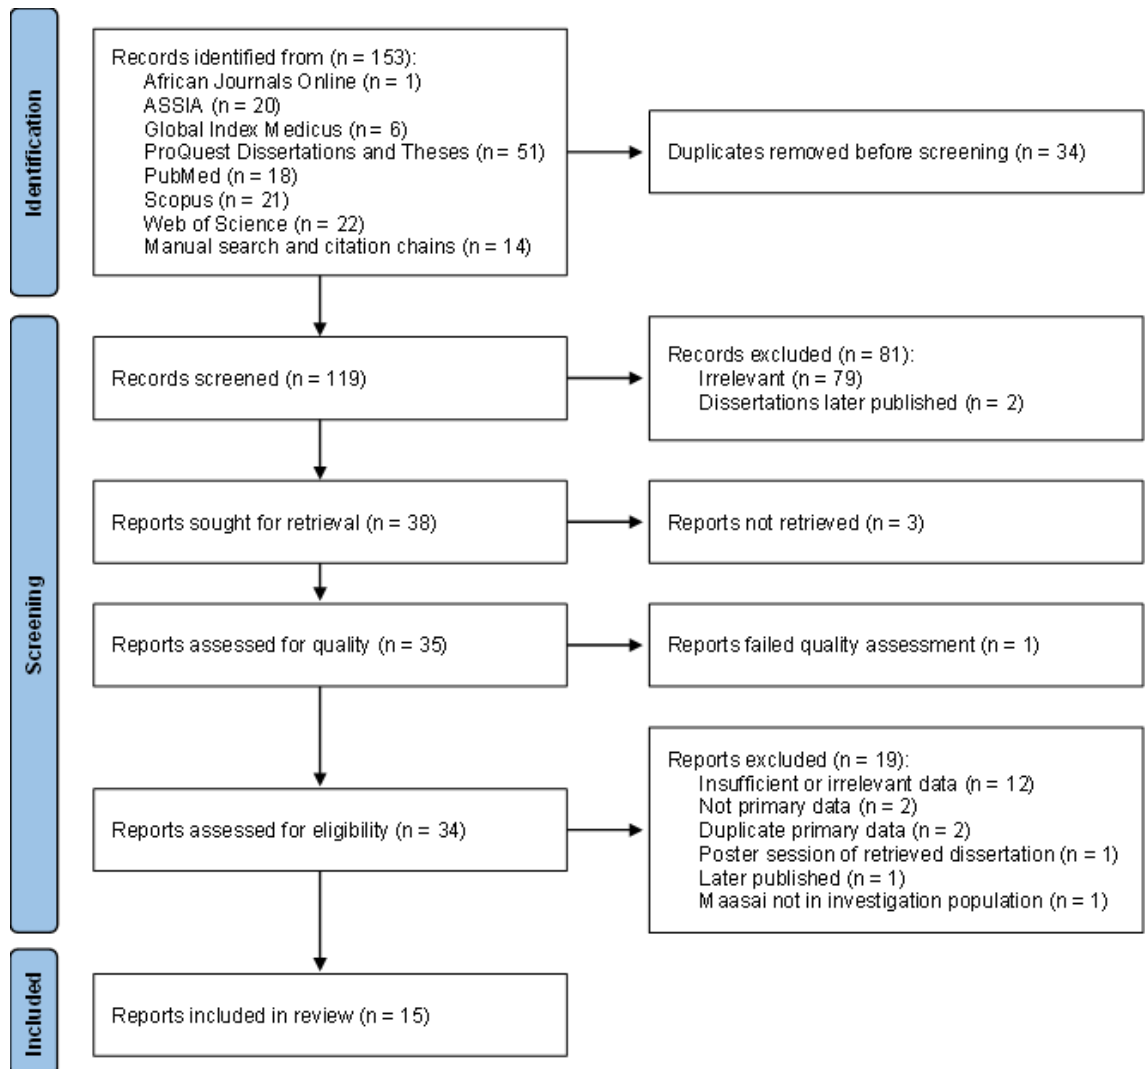 Identification
Records identified from (n = 153):
African Journals Online (n = 1)
ASSIA (n = 20)
Global Index Medicus (n = 6)
ProQuest Dissertations and Theses (n = 51)
PubMed (n = 18)
Scopus (n = 21)
Web of Science (n = 22)
Manual search and citation chains (n = 14)
Duplicates removed before screening (n = 34)
Screening
Records screened (n = 119)
Records excluded (n = 81):
Irrelevant (n = 79)
Dissertations later published (n = 2)
Reports sought for retrieval (n = 38)
Reports not retrieved (n = 3)
Reports assessed for quality (n = 35)
Reports failed quality assessment (n = 1)
Reports assessed for eligibility (n = 34)
Reports excluded (n = 19):
Insufficient or irrelevant data (n = 12)
Not primary data (n = 2)
Duplicate primary data (n = 2)
Poster session of retrieved dissertation (n = 1)
Later published (n = 1)
Maasai not in investigation population (n = 1)
Included
Reports included in review (n = 15)